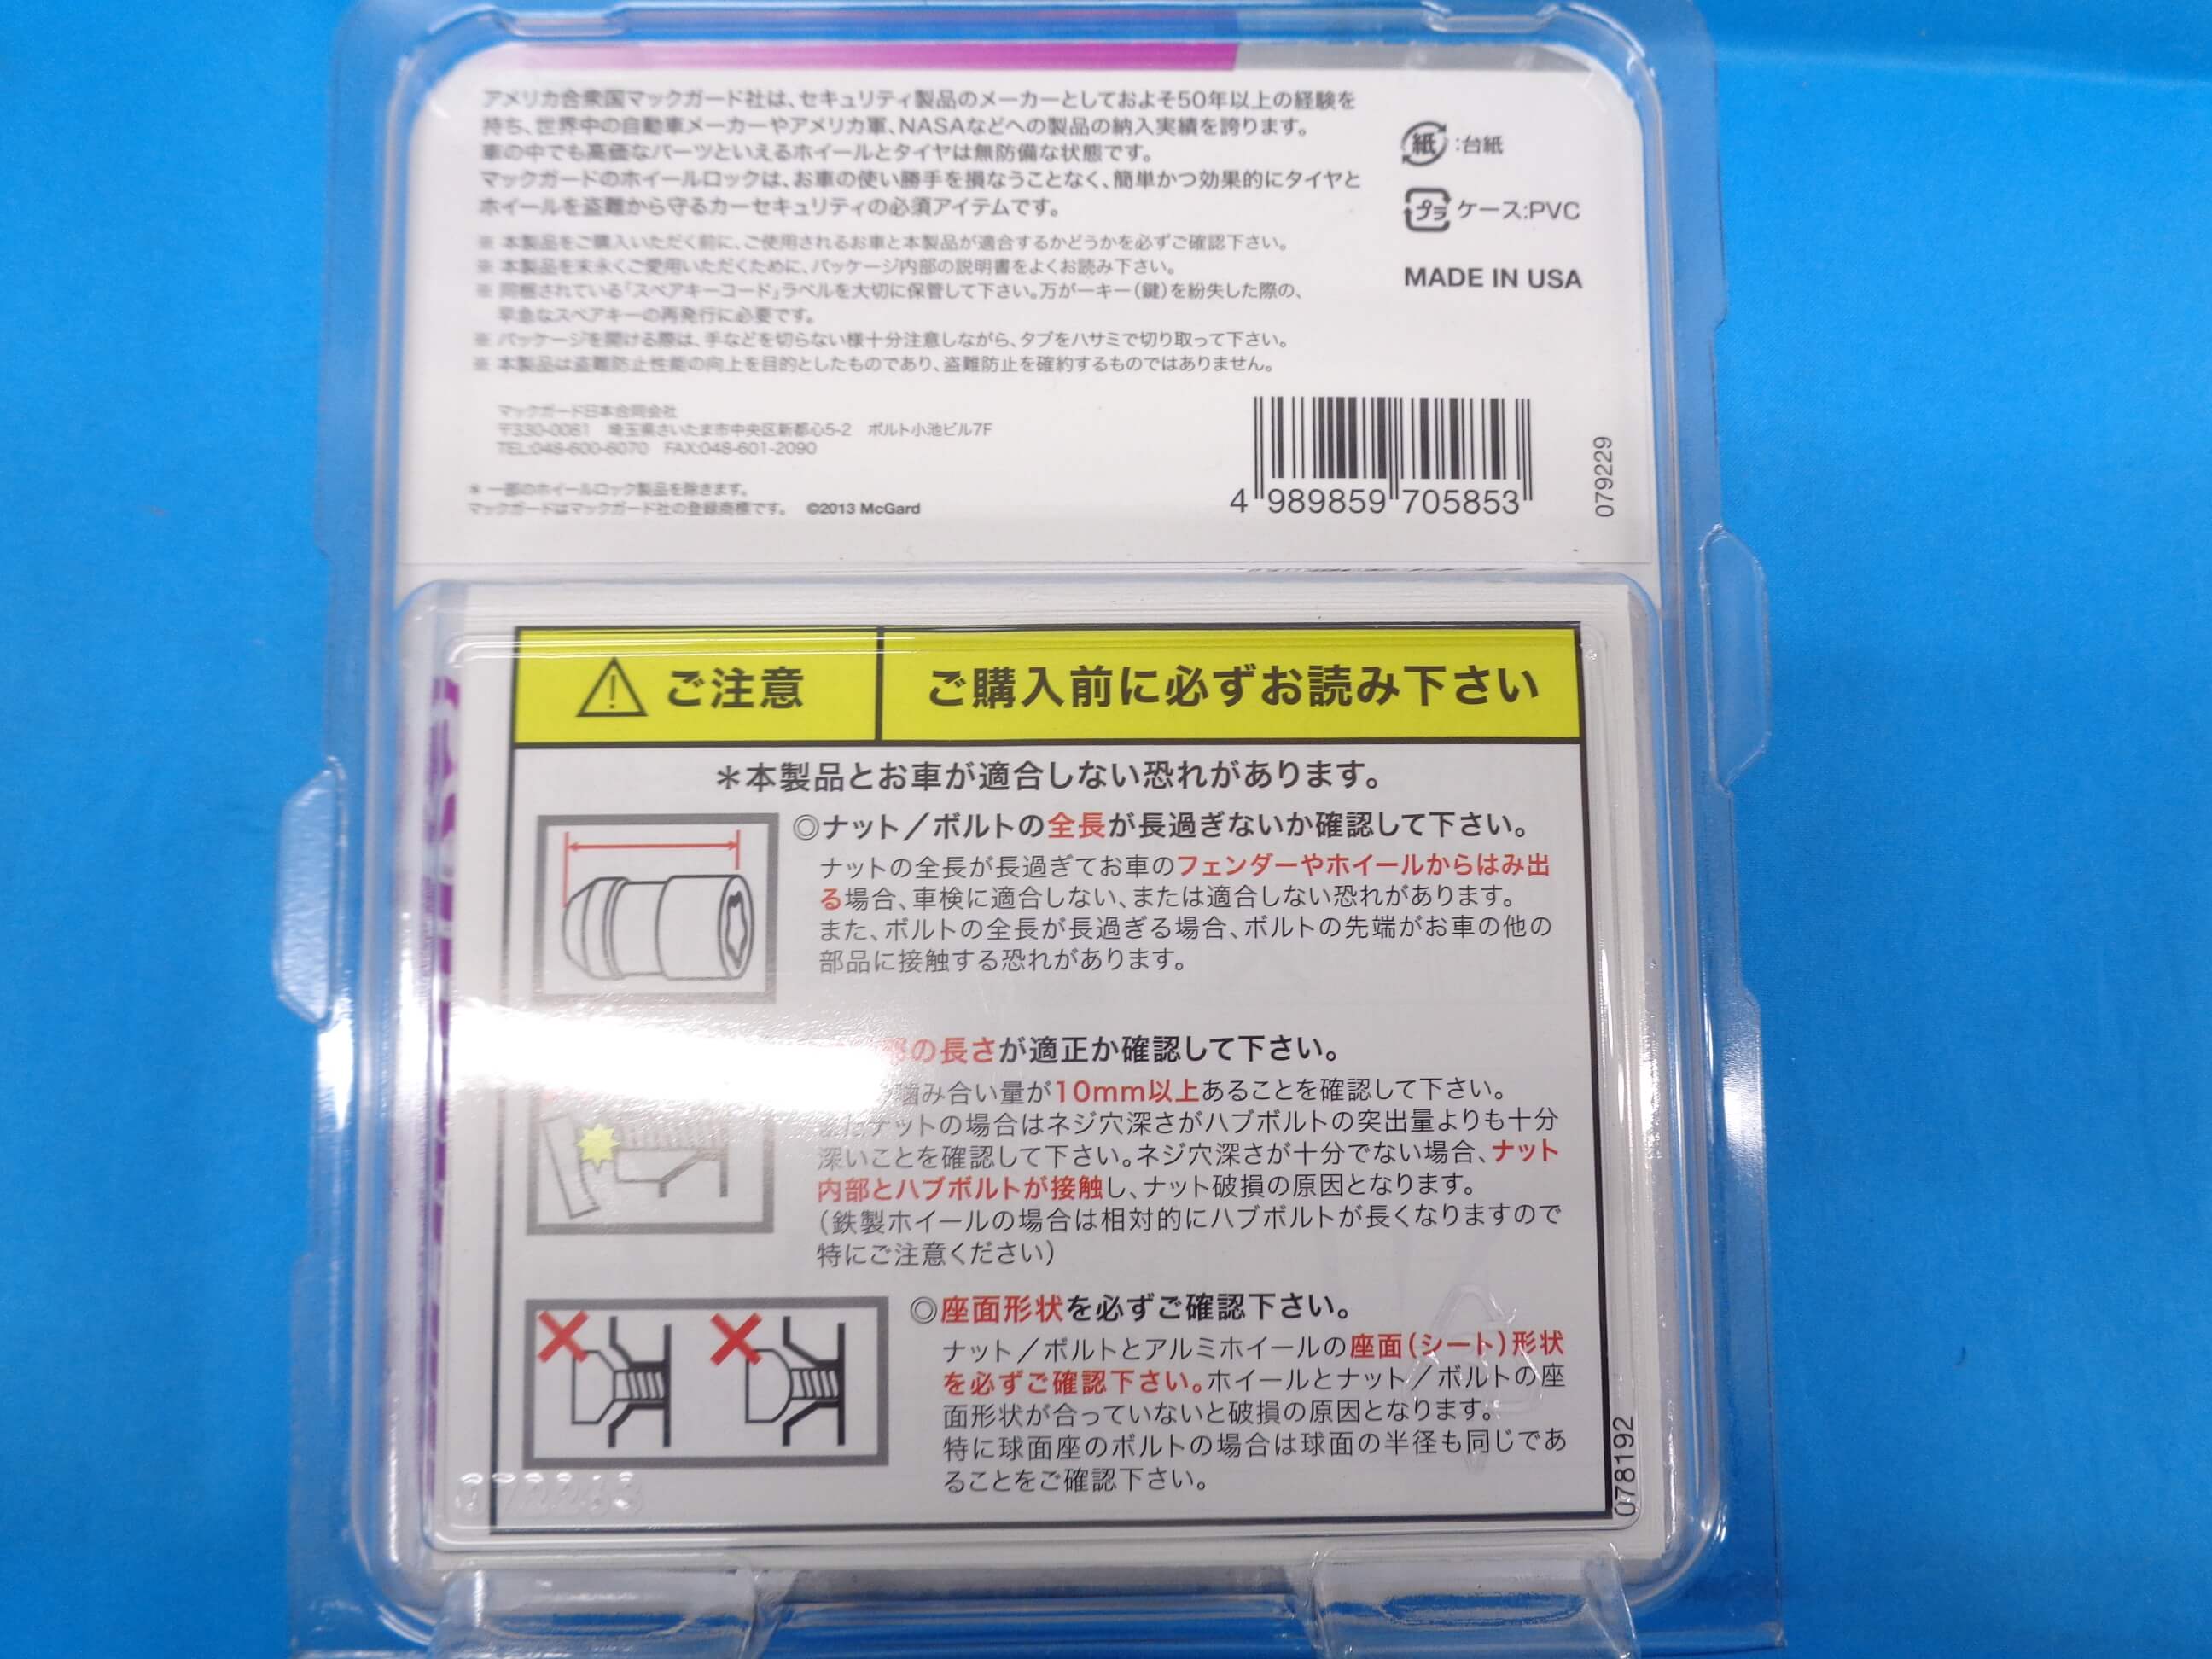 アメリカ合衆国マックガード社は、セキュリティ製品のメーカーとしておよそ50年以上の経験を
持ち、世界中の自動車メーカーやアメリカ軍、NASAなどへの製品の納入実績を誇ります。
車の中でも高価なパーツといえるホイールとタイヤは無防備な状態です。
マックガードのホイールロックは、お車の使い勝手を損なうことなく、簡単かつ効果的にタイヤと
ホイールを盗難から守るカーセキュリティの必須アイテムです。
※ 本製品をご購入いただく前に、ご使用されるお車と本製品が適合するかどうかを必ずご確認下さい。
※ 本製品を末永くご愛用いただくために、パッケージ内部の説明書をよくお読み下さい。
※ 同梱されている「スペアキーコード」ラベルを大切に保管して下さい。万が一キー(鍵)を紛失した際の、
早急なスペアキーの再発行に必要です。
※ パッケージを開ける際は、手などを切らない様十分注意しながら、タブをハサミで切り取って下さい。
※ 本製品は盗難防止性能の向上を目的としたものであり、盗難防止を確約するものではありません。
紙:台紙
プラ ケース:PVC
MADE IN USA
マックガード日本合同会社
〒330-0081 埼玉県さいたま市中央区新都心5-2 ボルト小池ビル7F
TEL:048-600-6070 FAX:048-601-2090
* 一部のホイールロック製品を除きます。
マックガードはマックガード社の登録商標です。 ©2013 McGard
4 989859 705853
079229
ご注意 ご購入前に必ずお読み下さい
*本製品とお車が適合しない恐れがあります。
◎ナット/ボルトの全長が長過ぎないか確認して下さい。
ナットの全長が長過ぎてお車のフェンダーやホイールからはみ出
る場合、車検に適合しない、または適合しない恐れがあります。
また、ボルトの全長が長過ぎる場合、ボルトの先端がお車の他の
部品に接触する恐れがあります。
の長さが適正か確認して下さい。
噛み合い量が10mm以上あることを確認して下さい。
またナットの場合はネジ穴深さがハブボルトの突出量よりも十分
深いことを確認して下さい。ネジ穴深さが十分でない場合、ナット
内部とハブボルトが接触し、ナット破損の原因となります。
(鉄製ホイールの場合は相対的にハブボルトが長くなりますので
特にご注意ください)
◎座面形状を必ずご確認下さい。
ナット/ボルトとアルミホイールの座面(シート)形状
を必ずご確認下さい。ホイールとナット/ボルトの座
面形状が合っていないと破損の原因となります。
特に球面座のボルトの場合は球面の半径も同じであ
ることをご確認下さい。
078192